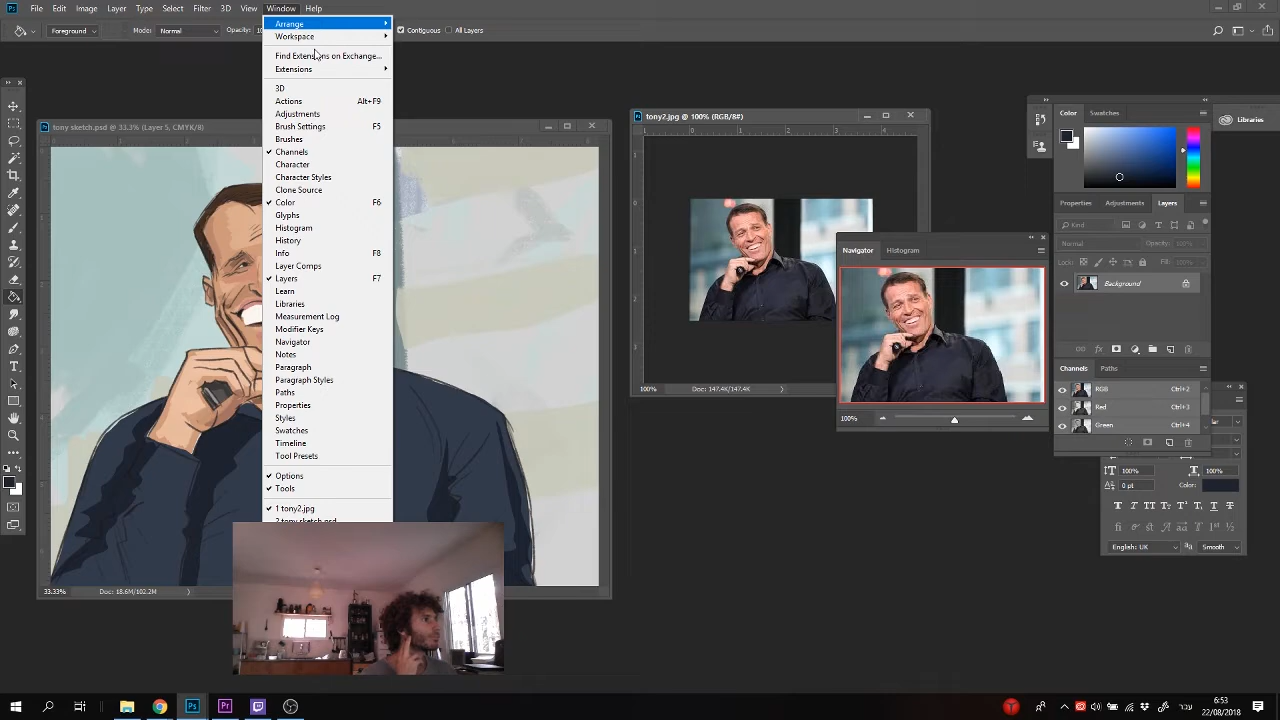 Ps File Edit Image Layer Type Select Filter 3D View Window Help
Foreground Mode: Normal Opacity: Contiguous All Layers
Arrange
Workspace
Find Extensions on Exchange...
Extensions
3D
Actions Alt+F9
Adjustments
Brush Settings F5
Brushes
Channels
Character
Character Styles
Clone Source
Color F6
Glyphs
Histogram
History
Info F8
Layer Comps
Layers F7
Learn
Libraries
Measurement Log
Modifier Keys
Navigator
Notes
Paragraph
Paragraph Styles
Paths
Properties
Styles
Swatches
Timeline
Tool Presets
Options
Tools
1 tony2.jpg
2 tony sketch.psd
tony sketch.psd @ 33.3% (Layer 5, CMYK/8)
33.33% Doc: 18.6M/102.2M
tony2.jpg @ 100% (RGB/8#)
100% Doc: 147.4K/147.4K
Navigator Histogram
100%
Color Swatches
Libraries
Properties Adjustments Layers
Kind
Normal Opacity: 100%
Lock: Fill: 100%
Background
Channels Paths
RGB Ctrl+2
Red Ctrl+3
Green Ctrl+4
100% 100%
0 pt Color:
English: UK Smooth
Ps Pr
עבר
6:53
22/08/2018